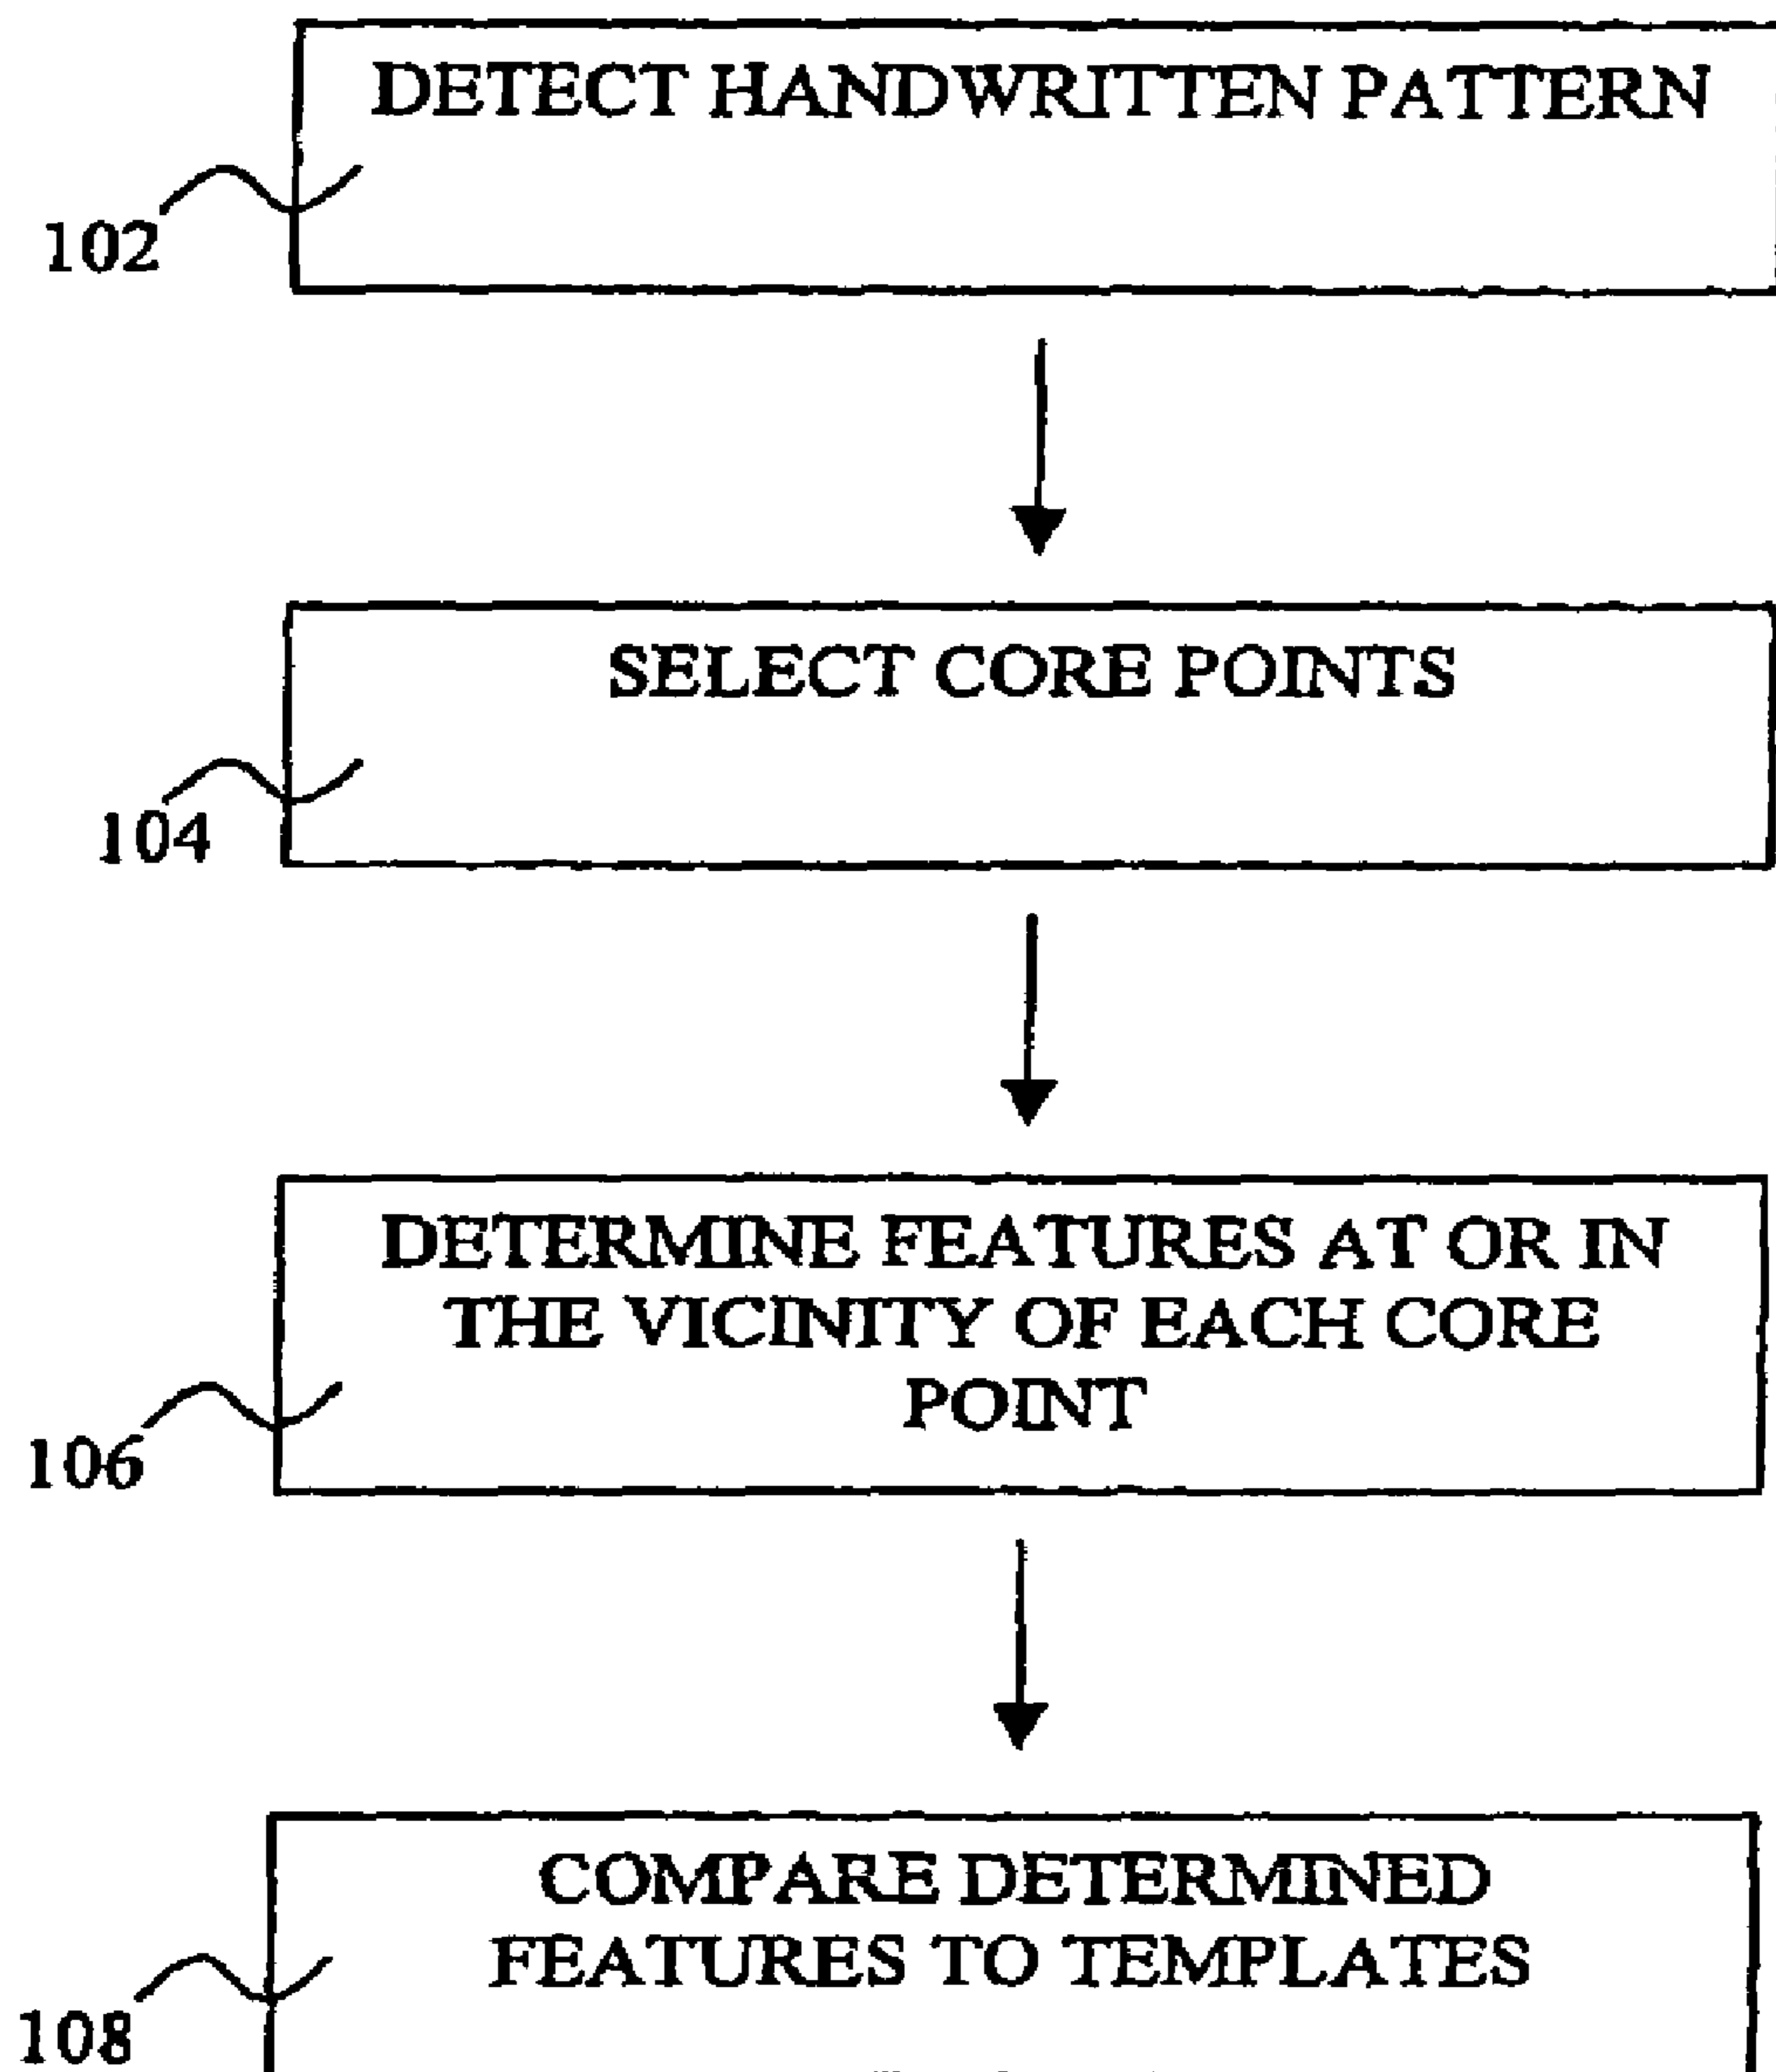 DETECT HANDWRITTEN PATTERN
102
SELECT CORE POINTS
104
DETERMINE FEATURES AT OR IN
THE VICINITY OF EACH CORE
POINT
106
COMPARE DETERMINED
FEATURES TO TEMPLATES
108